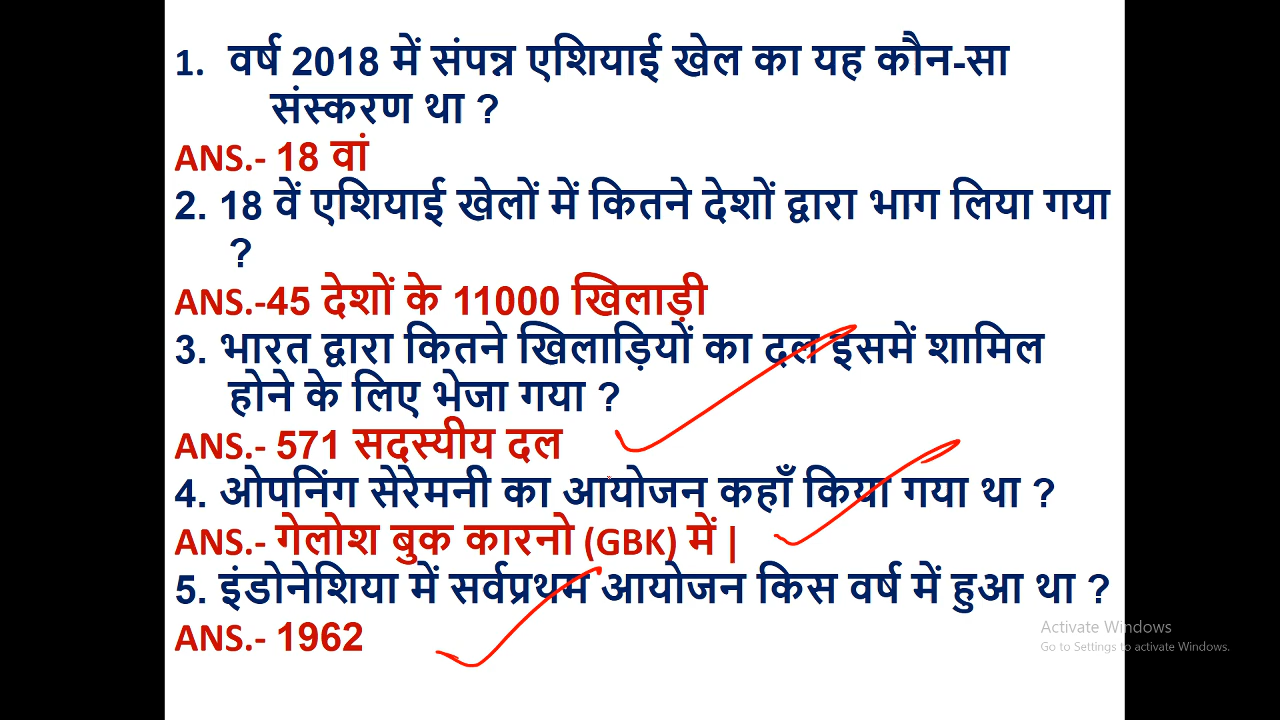 1. वर्ष 2018 में संपन्न एशियाई खेल का यह कौन-सा
संस्करण था ?
ANS.- 18 वां
2. 18 वें एशियाई खेलों में कितने देशों द्वारा भाग लिया गया
?
ANS.-45 देशों के 11000 खिलाड़ी
3. भारत द्वारा कितने खिलाड़ियों का दल इसमें शामिल
होने के लिए भेजा गया ?
ANS.- 571 सदस्यीय दल
4. ओपनिंग सेरेमनी का आयोजन कहाँ किया गया था ?
ANS.- गेलोश बुक कारनो (GBK) में |
5. इंडोनेशिया में सर्वप्रथम आयोजन किस वर्ष में हुआ था ?
ANS.- 1962
Activate Windows
Go to Settings to activate Windows.